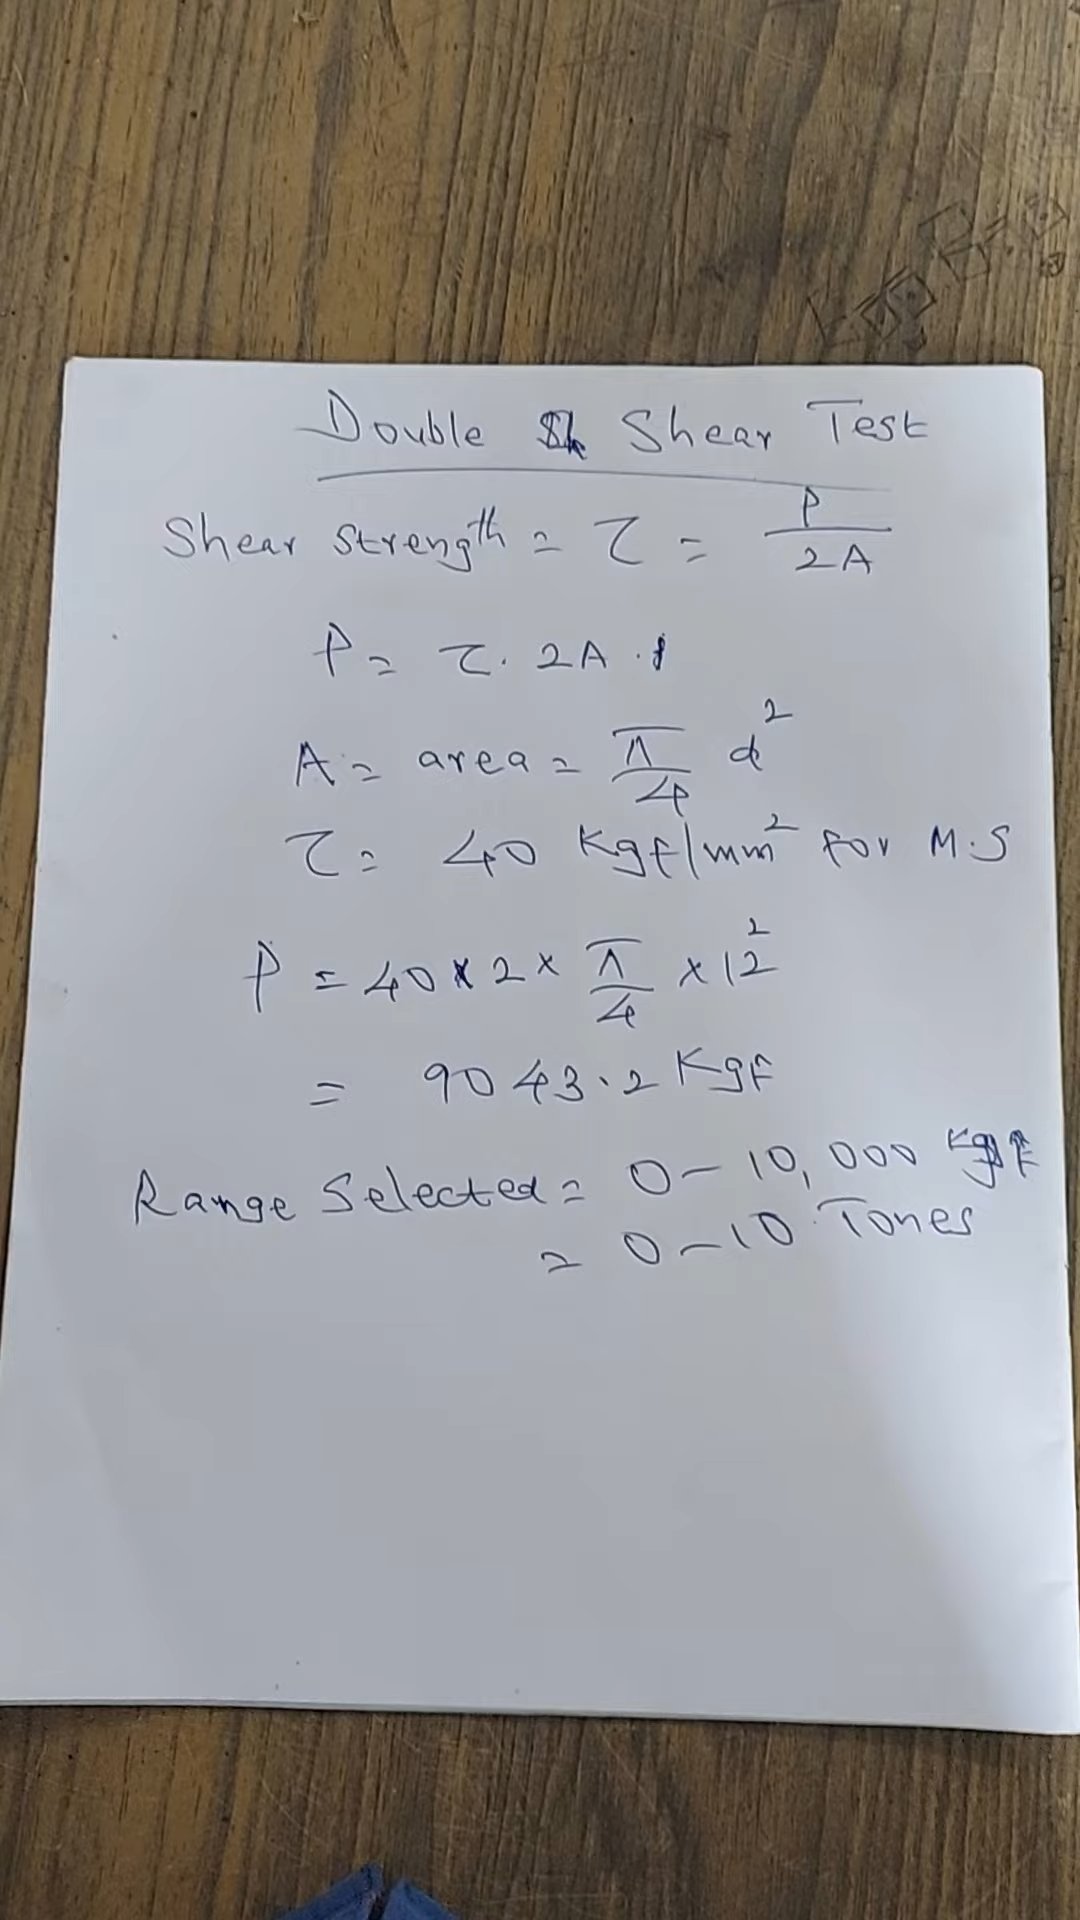 Double Shear Test
Shear Strength = τ = P / 2A
P = τ. 2A .
A = area = π/4 d²
τ = 40 Kgf/mm² for M.S
P = 40 x 2 x π/4 x 12²
= 9043.2 Kgf
Range Selected = 0 - 10,000 Kgf
= 0 - 10 Tones